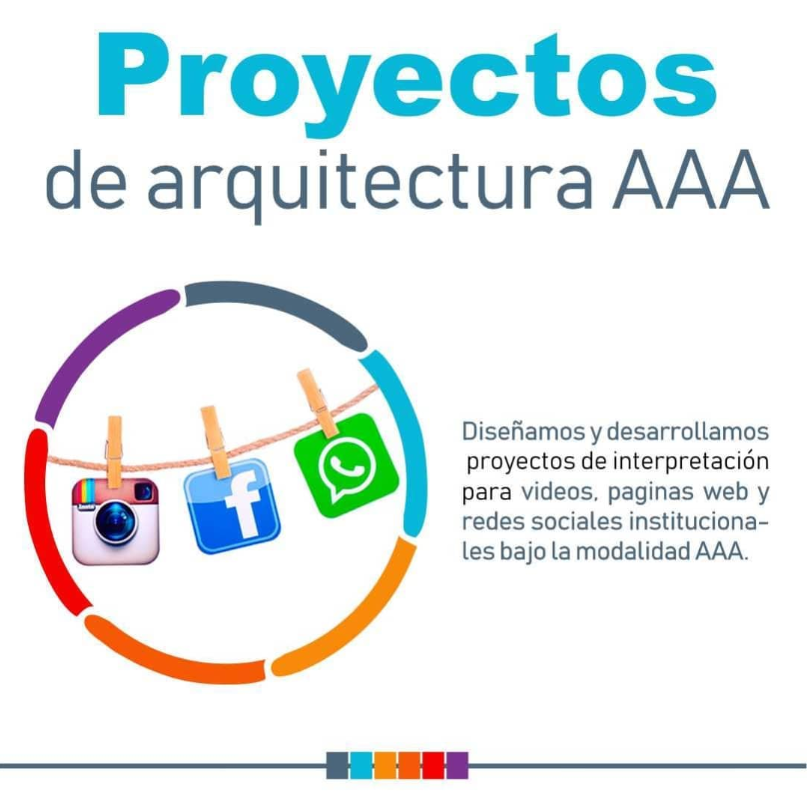 Proyectos
de arquitectura AAA
Diseñamos y desarrollamos
proyectos de interpretación
para videos, paginas web y
redes sociales instituciona-
les bajo la modalidad AAA.
Insta
f